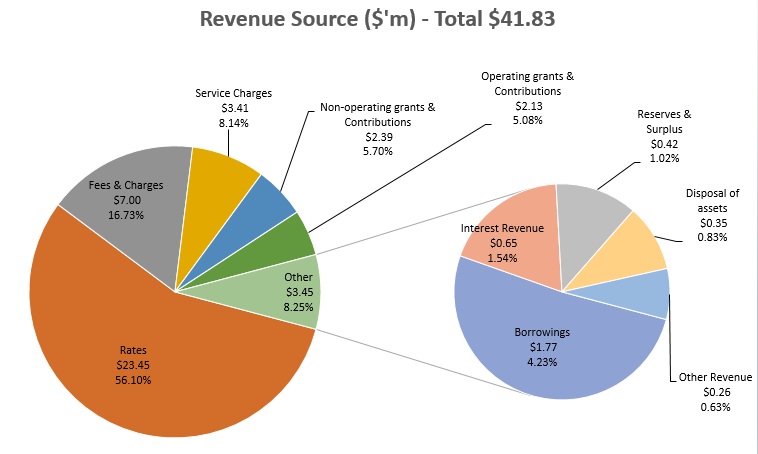 Revenue Source ($'m) - Total $41.83
Service Charges
$3.41
8.14%
Non-operating grants &
Contributions
$2.39
5.70%
Operating grants &
Contributions
$2.13
5.08%
Reserves &
Surplus
$0.42
1.02%
Disposal of
assets
$0.35
0.83%
Fees & Charges
$7.00
16.73%
Interest Revenue
$0.65
1.54%
Other
$3.45
8.25%
Borrowings
$1.77
4.23%
Rates
$23.45
56.10%
Other Revenue
$0.26
0.63%